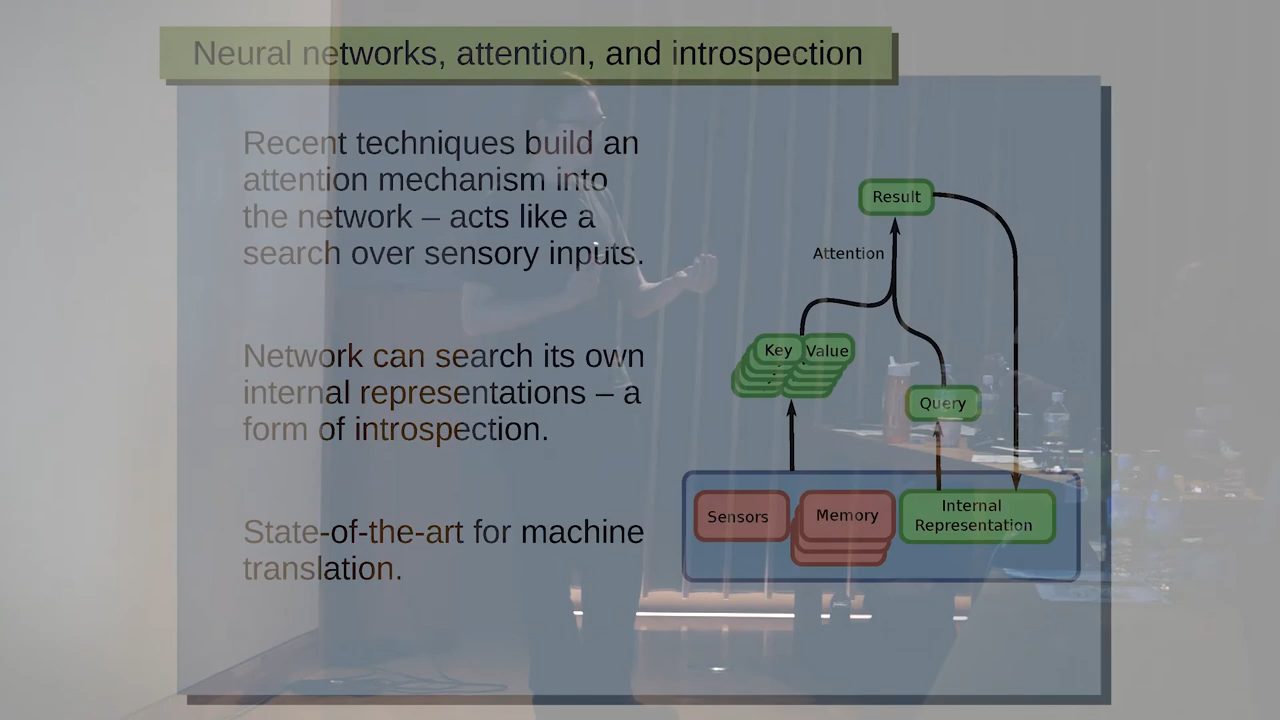 Neural networks, attention, and introspection
Recent techniques build an
attention mechanism into
the network – acts like a
search over sensory inputs.
Network can search its own
internal representations – a
form of introspection.
State-of-the-art for machine
translation.
Result
Attention
Key Value
Query
Sensors
Memory
Internal
Representation